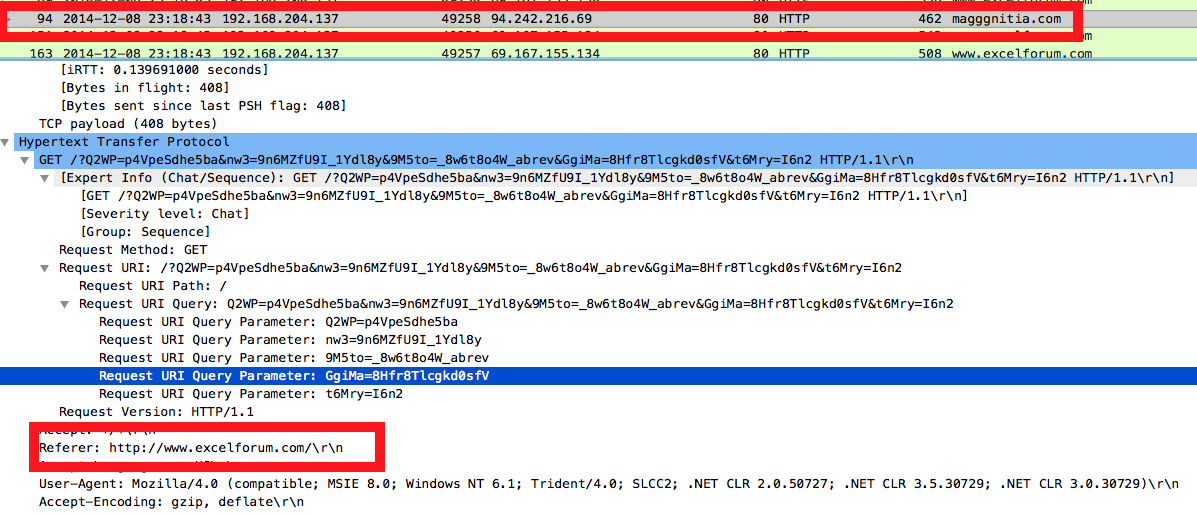 94 2014-12-08 23:18:43 192.168.204.137 49258 94.242.216.69 80 HTTP 462 magggnitia.com
163 2014-12-08 23:18:43 192.168.204.137 49257 69.167.155.134 80 HTTP 508 www.excelforum.com
[iRTT: 0.139691000 seconds]
[Bytes in flight: 408]
[Bytes sent since last PSH flag: 408]
TCP payload (408 bytes)
Hypertext Transfer Protocol
GET /?Q2WP=p4VpeSdhe5ba&nw3=9n6MZfU9I_1Ydl8y&9M5to=_8w6t8o4W_abrev&GgiMa=8Hfr8Tlcgkd0sfV&t6Mry=I6n2 HTTP/1.1\r\n
[Expert Info (Chat/Sequence): GET /?Q2WP=p4VpeSdhe5ba&nw3=9n6MZfU9I_1Ydl8y&9M5to=_8w6t8o4W_abrev&GgiMa=8Hfr8Tlcgkd0sfV&t6Mry=I6n2 HTTP/1.1\r\n]
[GET /?Q2WP=p4VpeSdhe5ba&nw3=9n6MZfU9I_1Ydl8y&9M5to=_8w6t8o4W_abrev&GgiMa=8Hfr8Tlcgkd0sfV&t6Mry=I6n2 HTTP/1.1\r\n]
[Severity level: Chat]
[Group: Sequence]
Request Method: GET
Request URI: /?Q2WP=p4VpeSdhe5ba&nw3=9n6MZfU9I_1Ydl8y&9M5to=_8w6t8o4W_abrev&GgiMa=8Hfr8Tlcgkd0sfV&t6Mry=I6n2
Request URI Path: /
Request URI Query: Q2WP=p4VpeSdhe5ba&nw3=9n6MZfU9I_1Ydl8y&9M5to=_8w6t8o4W_abrev&GgiMa=8Hfr8Tlcgkd0sfV&t6Mry=I6n2
Request URI Query Parameter: Q2WP=p4VpeSdhe5ba
Request URI Query Parameter: nw3=9n6MZfU9I_1Ydl8y
Request URI Query Parameter: 9M5to=_8w6t8o4W_abrev
Request URI Query Parameter: GgiMa=8Hfr8Tlcgkd0sfV
Request URI Query Parameter: t6Mry=I6n2
Request Version: HTTP/1.1
Referer: http://www.excelforum.com/\r\n
User-Agent: Mozilla/4.0 (compatible; MSIE 8.0; Windows NT 6.1; Trident/4.0; SLCC2; .NET CLR 2.0.50727; .NET CLR 3.5.30729; .NET CLR 3.0.30729)\r\n
Accept-Encoding: gzip, deflate\r\n